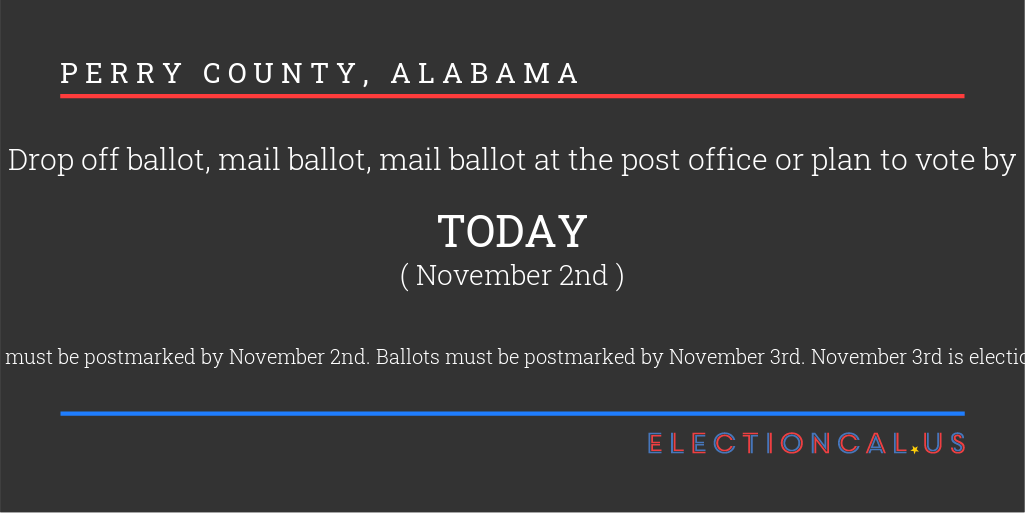 PERRY COUNTY, ALABAMA
Drop off ballot, mail ballot, mail ballot at the post office or plan to vote by
TODAY
( November 2nd )
must be postmarked by November 2nd. Ballots must be postmarked by November 3rd. November 3rd is electio
ELECTIONCAL.US